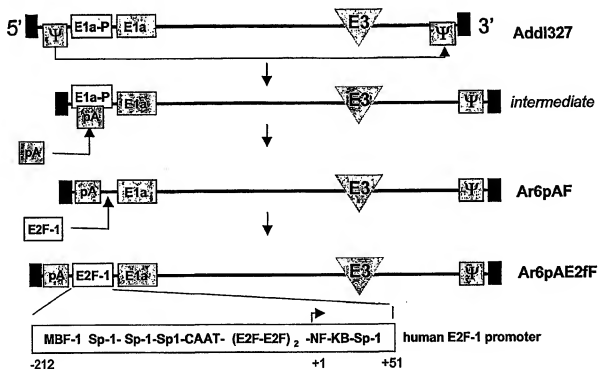 5' Ψ E1a-P E1a E3 Ψ 3' Addl327
E1a-P pA E1a E3 Ψ intermediate
pA
pA E1a E3 Ψ Ar6pAF
E2F-1
pA E2F-1 E1a E3 Ψ Ar6pAE2fF
MBF-1 Sp-1- Sp-1-Sp1-CAAT- (E2F-E2F) 2 -NF-KB-Sp-1 human E2F-1 promoter
-212 +1 +51